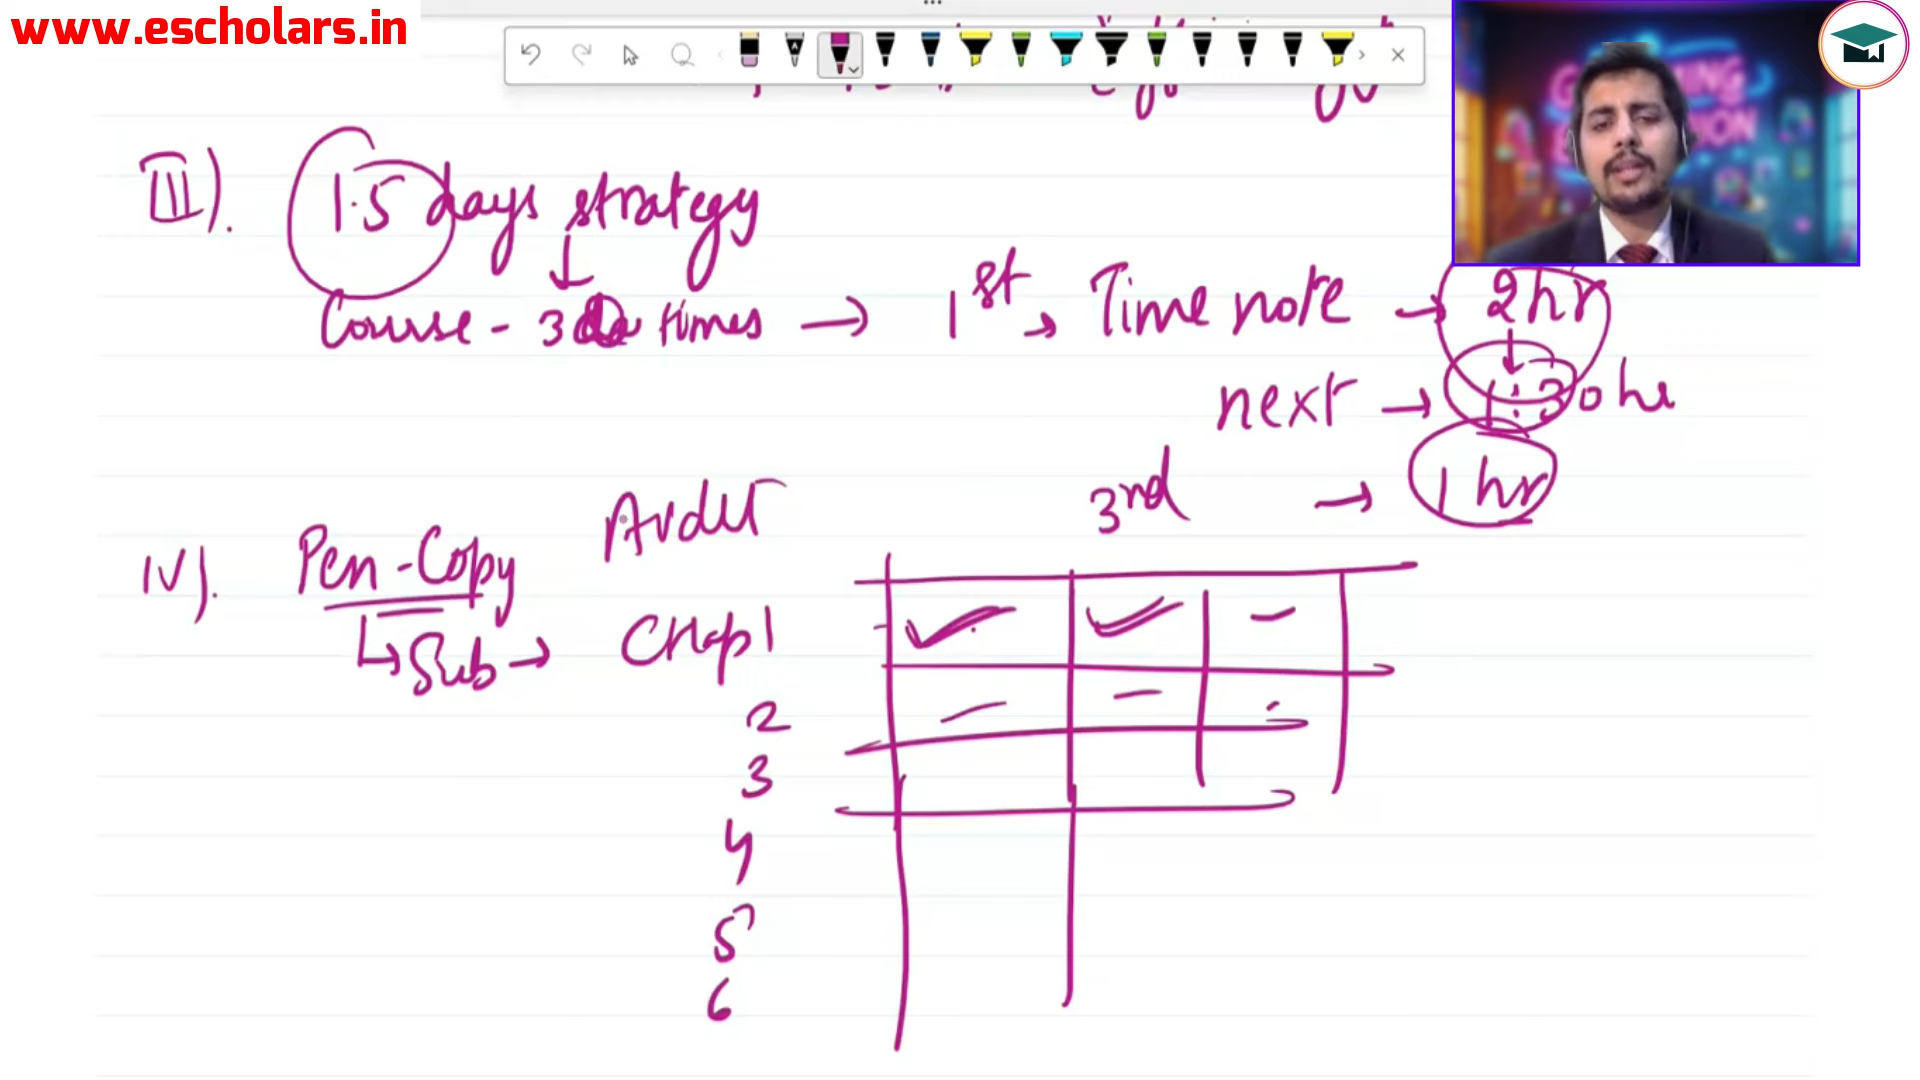 www.escholars.in
III). 1.5 days strategy
Course - 3 times → 1st → Time note → 2hr
next → 1:30 hr
3rd → 1 hr
Audit
IV). Pen-Copy
↳ Sub → Chap 1
2
3
4
5
6